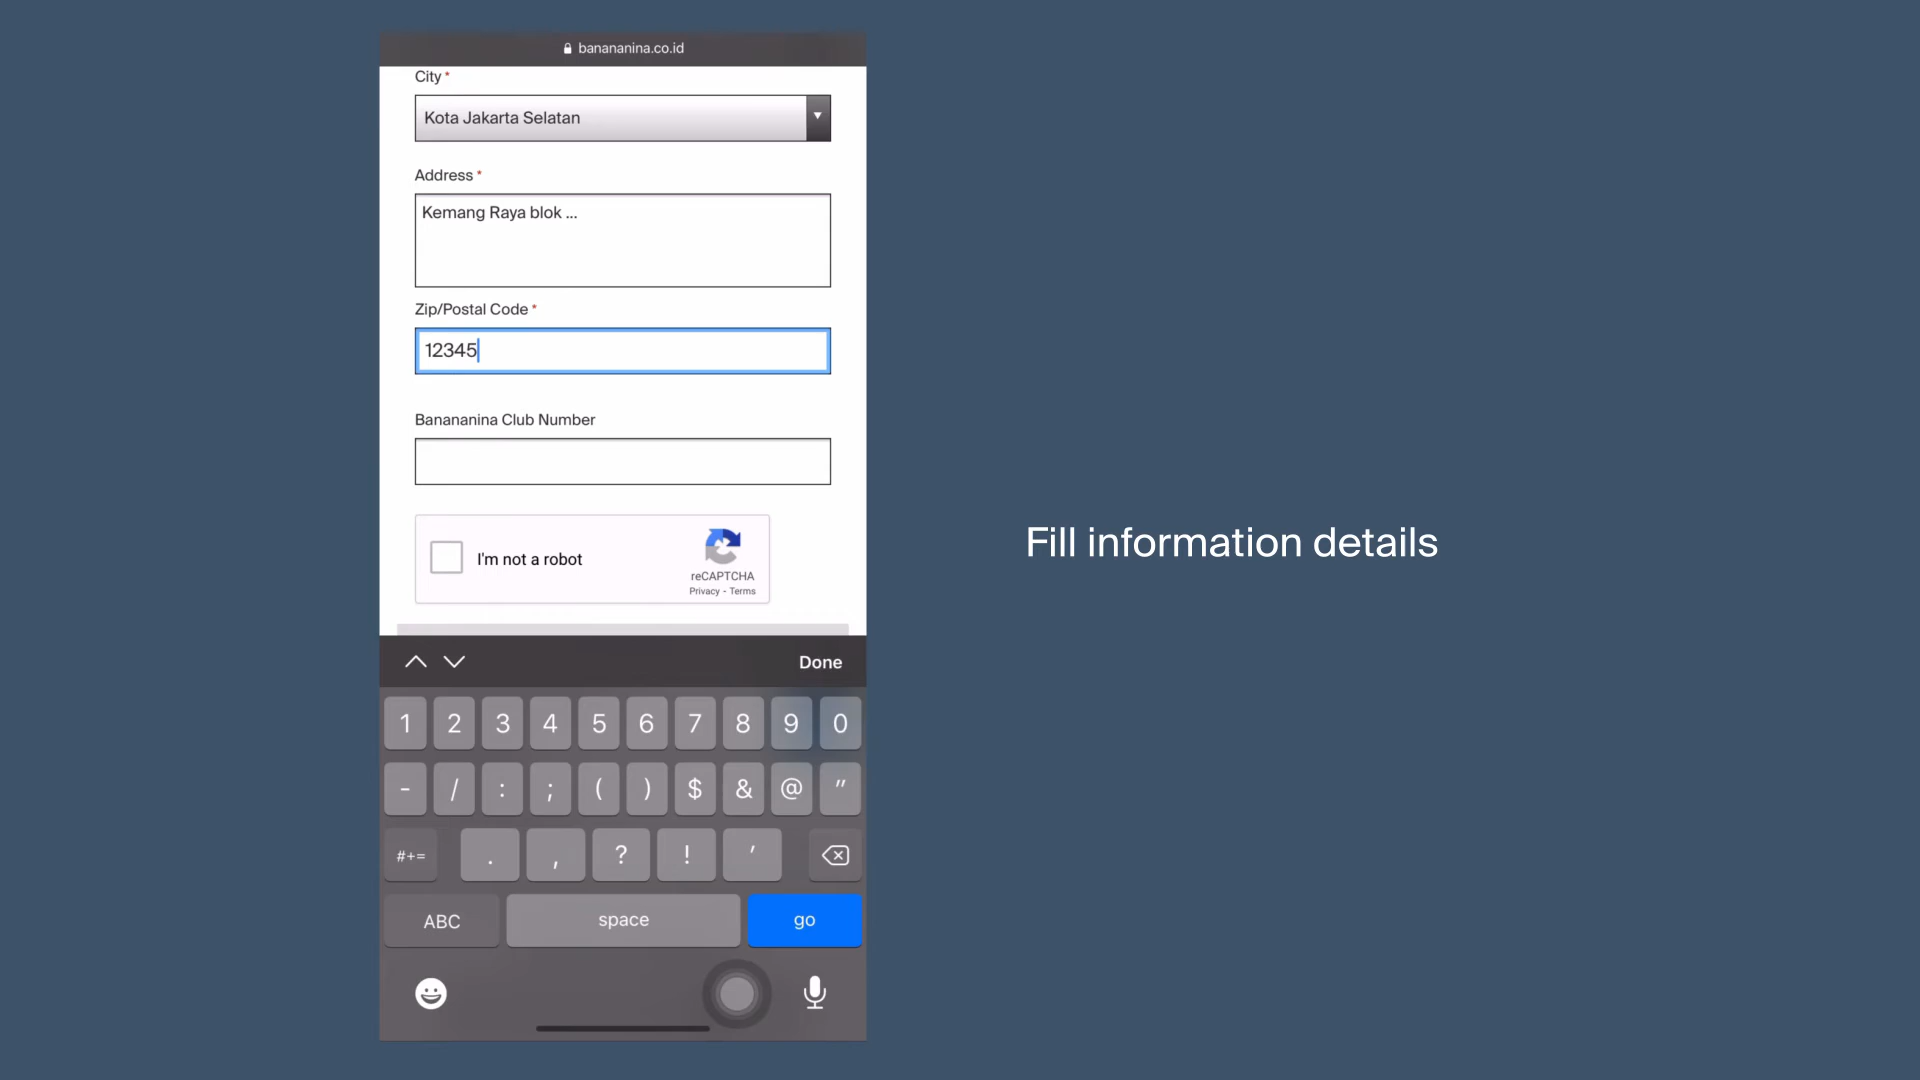 banananina.co.id
City *
Kota Jakarta Selatan
Address *
Kemang Raya blok ...
Zip/Postal Code *
12345
Banananina Club Number
I'm not a robot
reCAPTCHA
Privacy - Terms
Fill information details
Done
1 2 3 4 5 6 7 8 9 0
- / : ; ( ) $ & @ "
#+= . , ? ! '
ABC space go